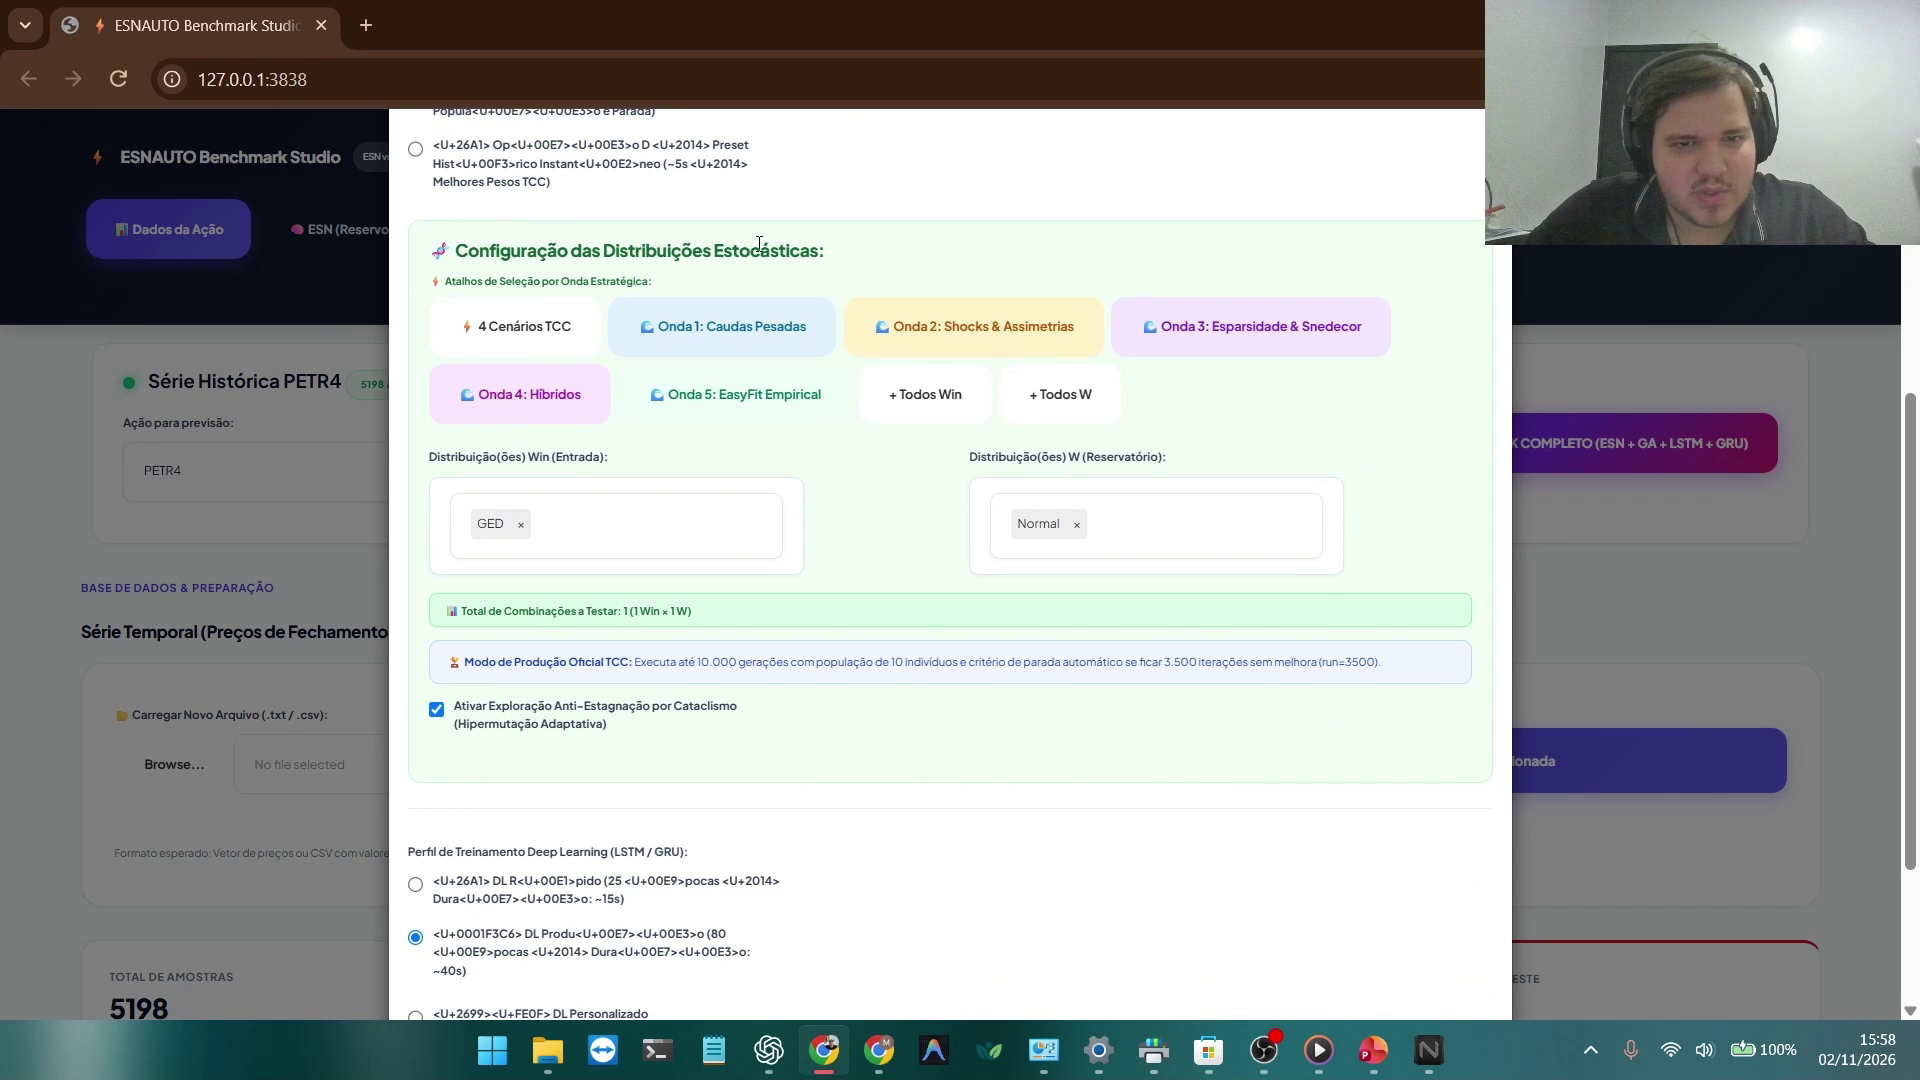 ESNAUTO Benchmark Studio
127.0.0.1:3838
Popula<U+00E7><U+00E3>o e Parada)
<U+26A1> Op<U+00E7><U+00E3>o D <U+2014> Preset
Hist<U+00F3>rico Instant<U+00E2>neo (~5s <U+2014>
Melhores Pesos TCC)
ESNAUTO Benchmark Studio
ESN vs
Dados da Ação
ESN (Reservo
Configuração das Distribuições Estocásticas:
Atalhos de Seleção por Onda Estratégica:
4 Cenários TCC
Onda 1: Caudas Pesadas
Onda 2: Shocks & Assimetrias
Onda 3: Esparsidade & Snedecor
Onda 4: Híbridos
Onda 5: EasyFit Empirical
+ Todos Win
+ Todos W
Série Histórica PETR4
5198
Ação para previsão:
PETR4
K COMPLETO (ESN + GA + LSTM + GRU)
Distribuição(ões) Win (Entrada):
Distribuição(ões) W (Reservatório):
GED ×
Normal ×
Total de Combinações a Testar: 1 (1 Win × 1 W)
Modo de Produção Oficial TCC: Executa até 10.000 gerações com população de 10 indivíduos e critério de parada automático se ficar 3.500 iterações sem melhora (run=3500).
Ativar Exploração Anti-Estagnação por Cataclismo
(Hipermutação Adaptativa)
BASE DE DADOS & PREPARAÇÃO
Série Temporal (Preços de Fechamento
Carregar Novo Arquivo (.txt / .csv):
Browse...
No file selected
ionada
Formato esperado: Vetor de preços ou CSV com valore
Perfil de Treinamento Deep Learning (LSTM / GRU):
<U+26A1> DL R<U+00E1>pido (25 <U+00E9>pocas <U+2014>
Dura<U+00E7><U+00E3>o: ~15s)
<U+0001F3C6> DL Produ<U+00E7><U+00E3>o (80
<U+00E9>pocas <U+2014> Dura<U+00E7><U+00E3>o:
~40s)
<U+2699><U+FE0F> DL Personalizado
TOTAL DE AMOSTRAS
5198
ESTE
100%
15:58
02/11/2026